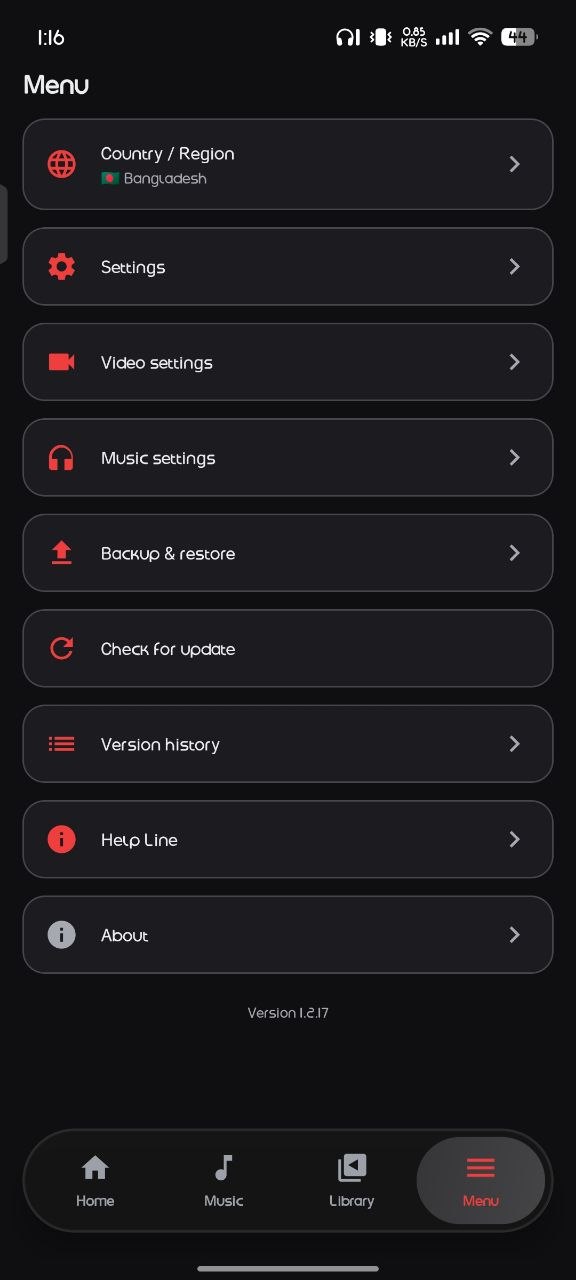 1:16
0.85
KB/S
44
Menu
Country / Region
Bangladesh
Settings
Video settings
Music settings
Backup & restore
Check for update
Version history
Help Line
About
Version 1.2.17
Home
Music
Library
Menu